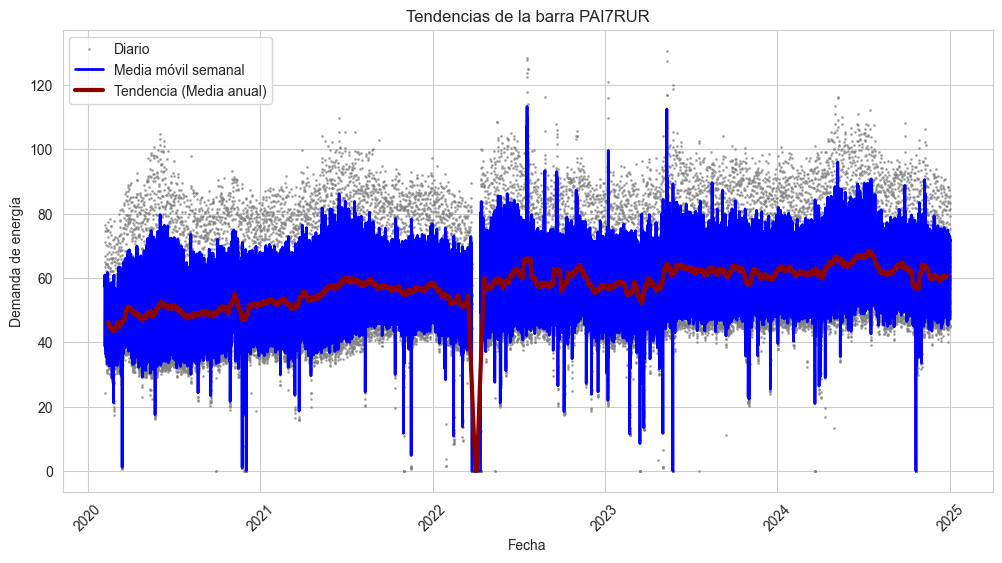 Tendencias de la barra PAI7RUR
Diario
Media móvil semanal
Tendencia (Media anual)
Demanda de energía
120
100
80
60
40
20
0
2020
2021
2022
2023
2024
2025
Fecha